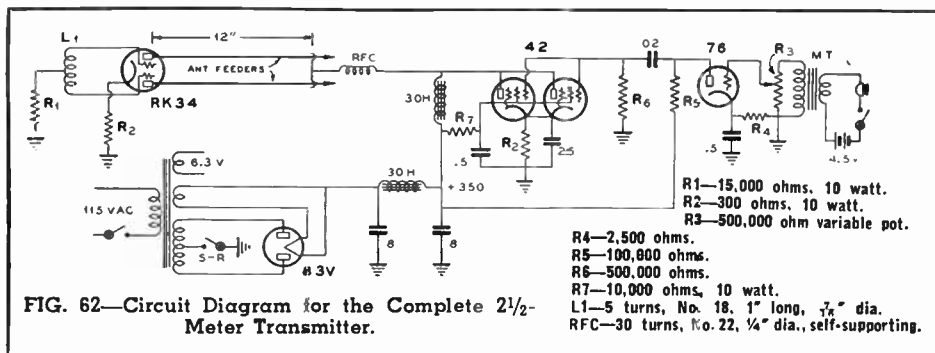 L1
12"
ANT FEEDERS
RK34
R1
R2
RFC
30H
R7
.5
42
R2
25
R6
02
R5
76
R3
MT
R4
.5
4.5v
6.3 V
115 VAC
S-R
83V
30H
+350
8
8
R1—15,000 ohms. 10 watt.
R2—300 ohms, 10 watt.
R3—500,000 ohm variable pot.
R4—2,500 ohms.
R5—100,000 ohms.
R6—500,000 ohms.
R7—10,000 ohms, 10 watt.
L1—5 turns, No. 18, 1" long, dia.
RFC—30 turns, No. 22, ¼" dia., self-supporting.
FIG. 62—Circuit Diagram for the Complete 2½-
Meter Transmitter.